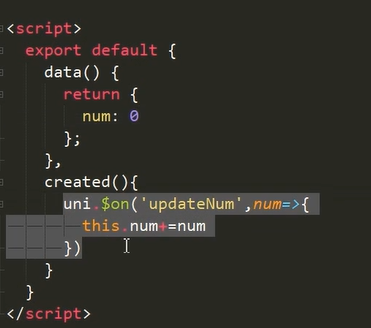 <script>
export default {
data() {
return {
num: 0
};
},
created(){
uni.$on('updateNum',num=>{
this.num+=num
})
}
}
</script>